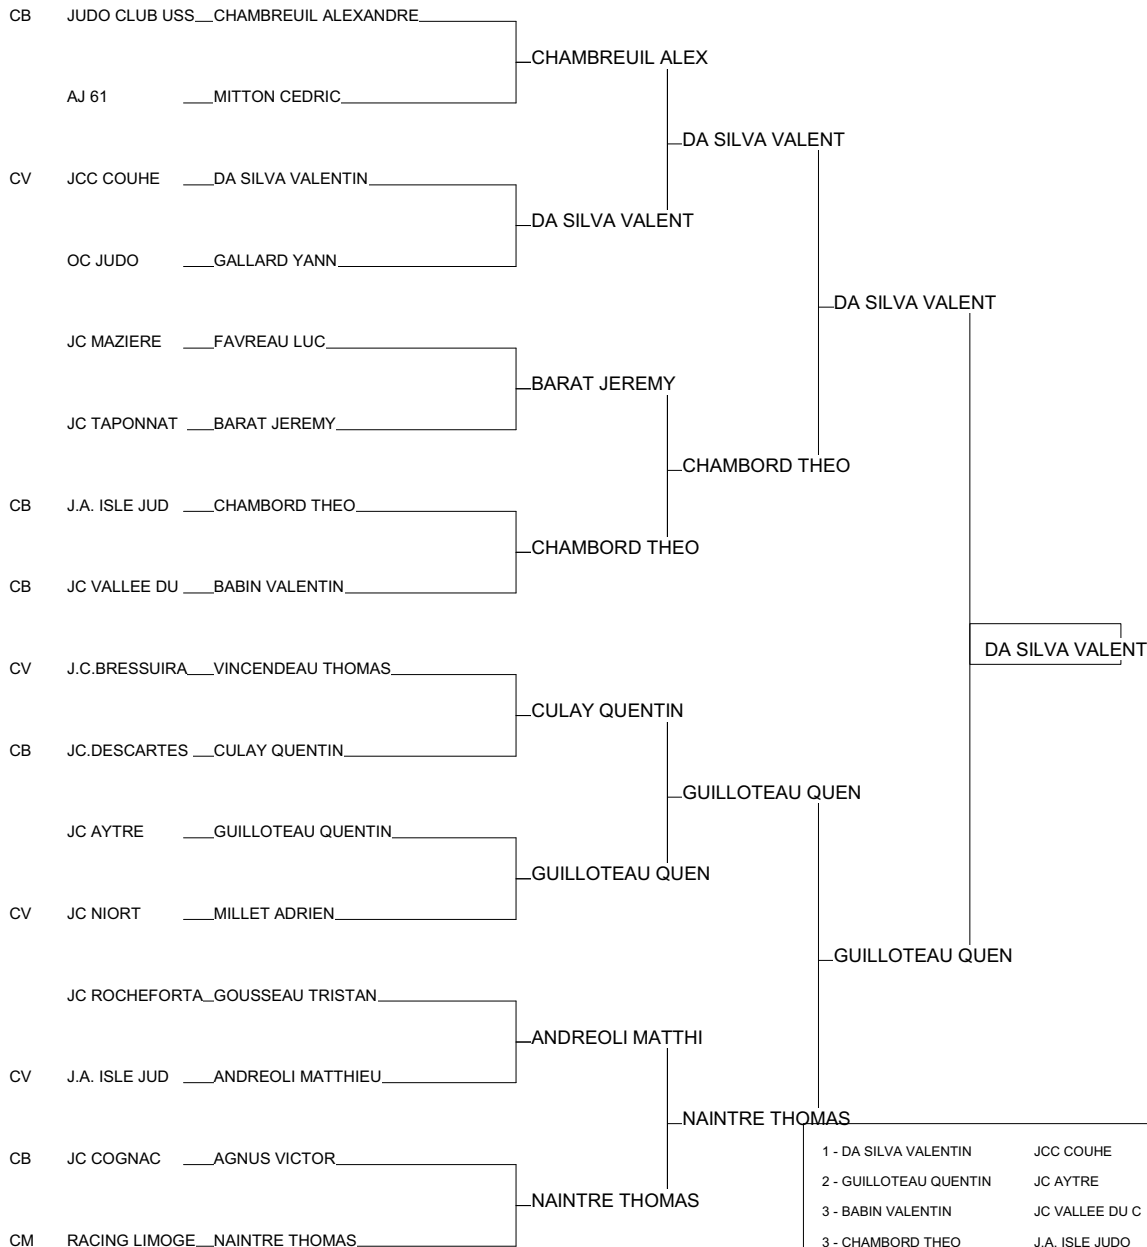 CB JUDO CLUB USS CHAMBREUIL ALEXANDRE
CHAMBREUIL ALEX
AJ 61 MITTON CEDRIC
DA SILVA VALENT
CV JCC COUHE DA SILVA VALENTIN
DA SILVA VALENT
OC JUDO GALLARD YANN
DA SILVA VALENT
JC MAZIERE FAVREAU LUC
BARAT JEREMY
JC TAPONNAT BARAT JEREMY
CHAMBORD THEO
CB J.A. ISLE JUD CHAMBORD THEO
CHAMBORD THEO
CB JC VALLEE DU BABIN VALENTIN
DA SILVA VALENT
CV J.C.BRESSUIRA VINCENDEAU THOMAS
CULAY QUENTIN
CB JC.DESCARTES CULAY QUENTIN
GUILLOTEAU QUEN
JC AYTRE GUILLOTEAU QUENTIN
GUILLOTEAU QUEN
CV JC NIORT MILLET ADRIEN
GUILLOTEAU QUEN
JC ROCHEFORTA GOUSSEAU TRISTAN
ANDREOLI MATTHI
CV J.A. ISLE JUD ANDREOLI MATTHIEU
NAINTRE THOMAS
CB JC COGNAC AGNUS VICTOR
NAINTRE THOMAS
CM RACING LIMOGE NAINTRE THOMAS
1 - DA SILVA VALENTIN JCC COUHE
2 - GUILLOTEAU QUENTIN JC AYTRE
3 - BABIN VALENTIN JC VALLEE DU C
3 - CHAMBORD THEO J.A. ISLE JUDO